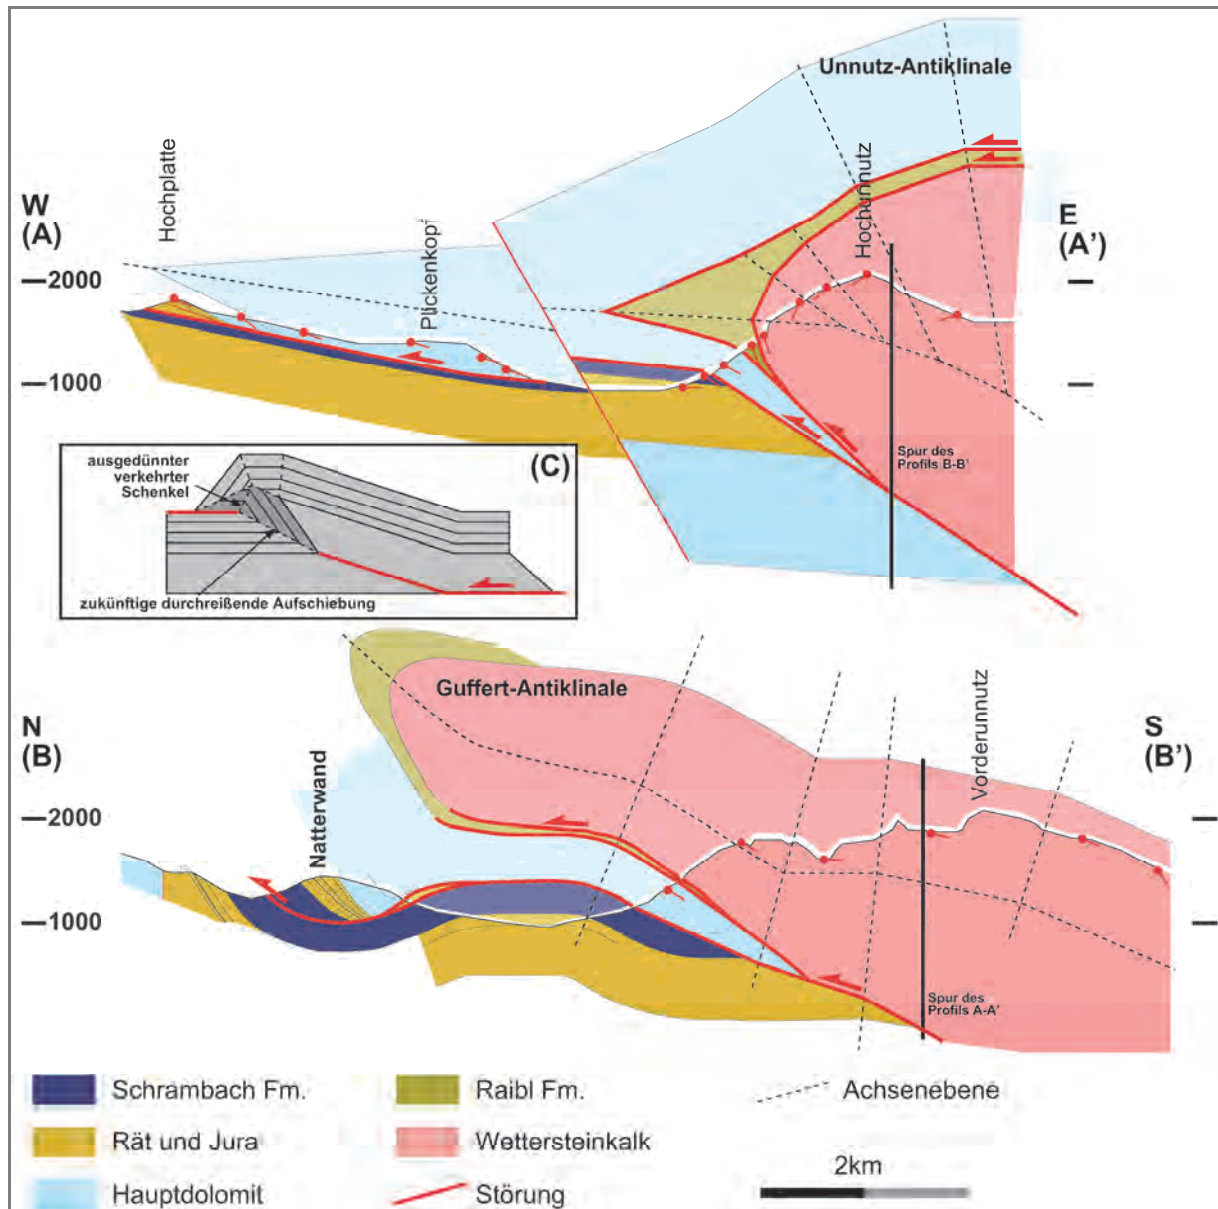 Unnutz-Antiklinale
Hochplatte
Plickenkopf
Hochunnutz
W
(A)
E
(A')
2000
1000
Spur des
Profils B-B'
(C)
ausgedünnter
verkehrter
Schenkel
zukünftige durchreißende Aufschiebung
Guffert-Antiklinale
Vorderunnutz
Natterwand
N
(B)
S
(B')
2000
1000
Spur des
Profils A-A'
Schrambach Fm.
Raibl Fm.
Achsenebene
Rät und Jura
Wettersteinkalk
2km
Hauptdolomit
Störung